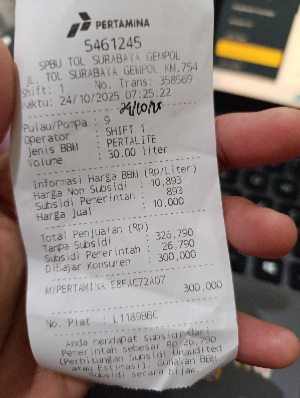 PERTAMINA
5461245
SPBU TOL SURABAYA GEMPOL
JL. TOL SURABAYA GEMPOL KM.754
Shift: 1 No. Trans: 358569
Waktu: 24/10/2025 07:25:22
Pulau/Pompa : 9
Operator : SHIFT 1
Jenis BBM : PERTALITE
Volume : 30.00 liter
Informasi Harga BBM (Rp/Liter)
Harga Non Subsidi : 10,893
Subsidi Pemerintah : 893
Harga Jual : 10,000
Total Penjualan (Rp)
Tanpa Subsidi : 326,790
Subsidi Pemerintah : 26,790
Dibayar Konsumen : 300,000
MYPERTAMINA 300,000
No. Plat : L1189BBC
Anda mendapat subsidi dari
Pemerintah sebesar Rp 26,790
(Perhitungan Subsidi Unaudited
atau Estimasi). Gunakan BBM
Subsidi secara bijak.